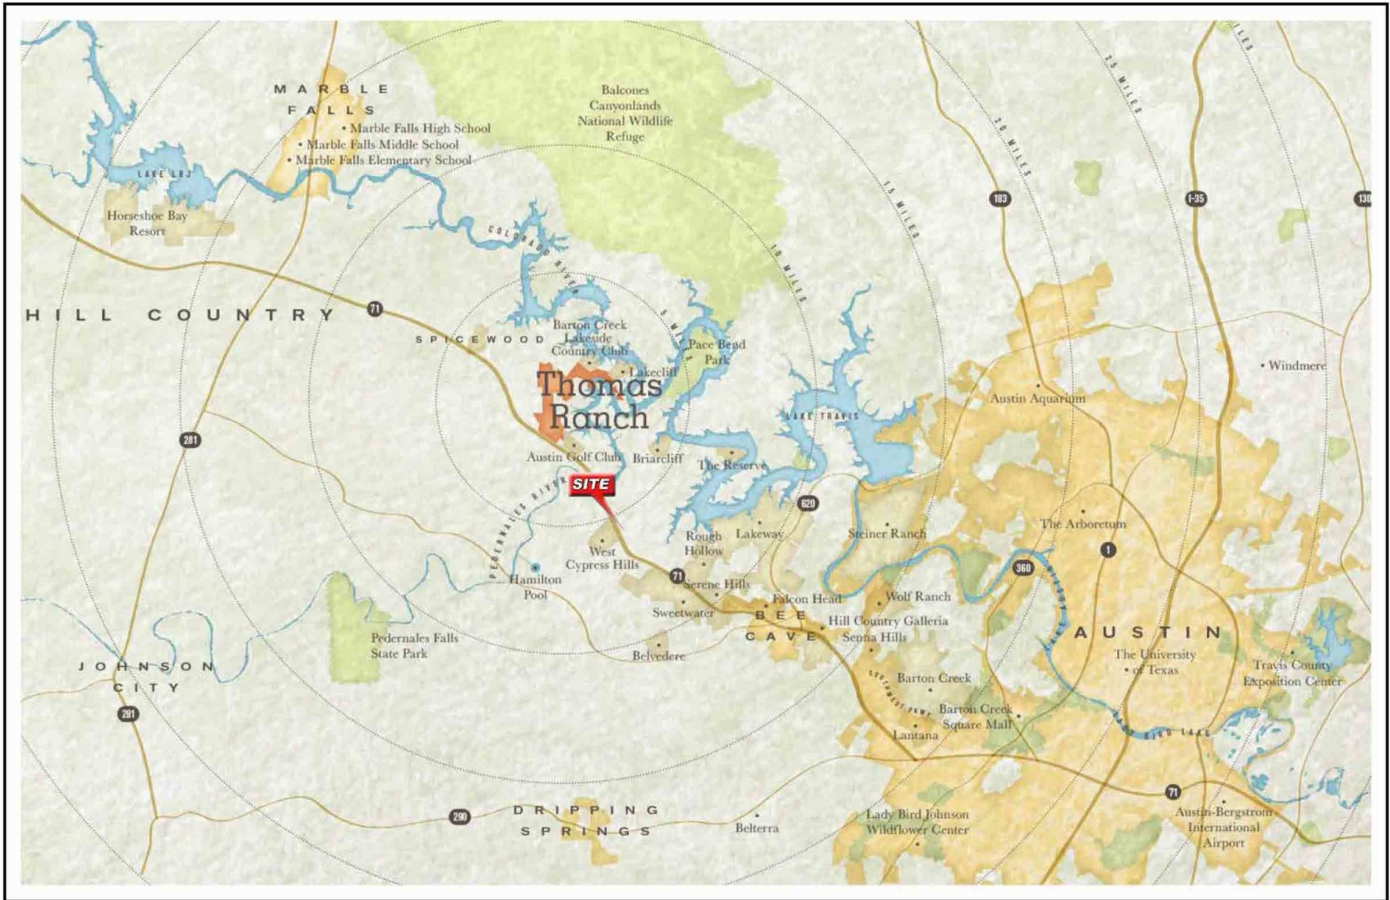 MARBLE
FALLS
• Marble Falls High School
• Marble Falls Middle School
• Marble Falls Elementary School
Balcones
Canyonlands
National Wildlife
Refuge
MILES
25 MILES
20 MILES
15 MILES
10 MILES
5 MILES
LAKE LBJ
Horseshoe Bay
Resort
183
I-35
130
COLORADO RIVER
HILL COUNTRY
71
SPICEWOOD
Barton Creek
Lakeside
Country Club
• Lakecliff
Pace Bend
Park
Thomas
Ranch
• Windmere
Austin Aquarium
LAKE TRAVIS
281
Austin Golf Club
Briarcliff
The Reserve
SITE
PEDERNALES RIVER
620
Rough
Hollow
Lakeway
Steiner Ranch
The Arboretum
1
West
Cypress Hills
Hamilton
Pool
71
Serene Hills
360
Sweetwater
Falcon Head
Wolf Ranch
BEE
CAVE
Hill Country Galleria
Senna Hills
AUSTIN
Pedernales Falls
State Park
Belvedere
The University
• of Texas
Travis County
Exposition Center
JOHNSON
CITY
281
Barton Creek
SOUTHWEST PKWY
Barton Creek
Square Mall
Lantana
LADY BIRD LAKE
71
290
DRIPPING
SPRINGS
Belterra
Lady Bird Johnson
Wildflower Center
Austin-Bergstrom
International
Airport